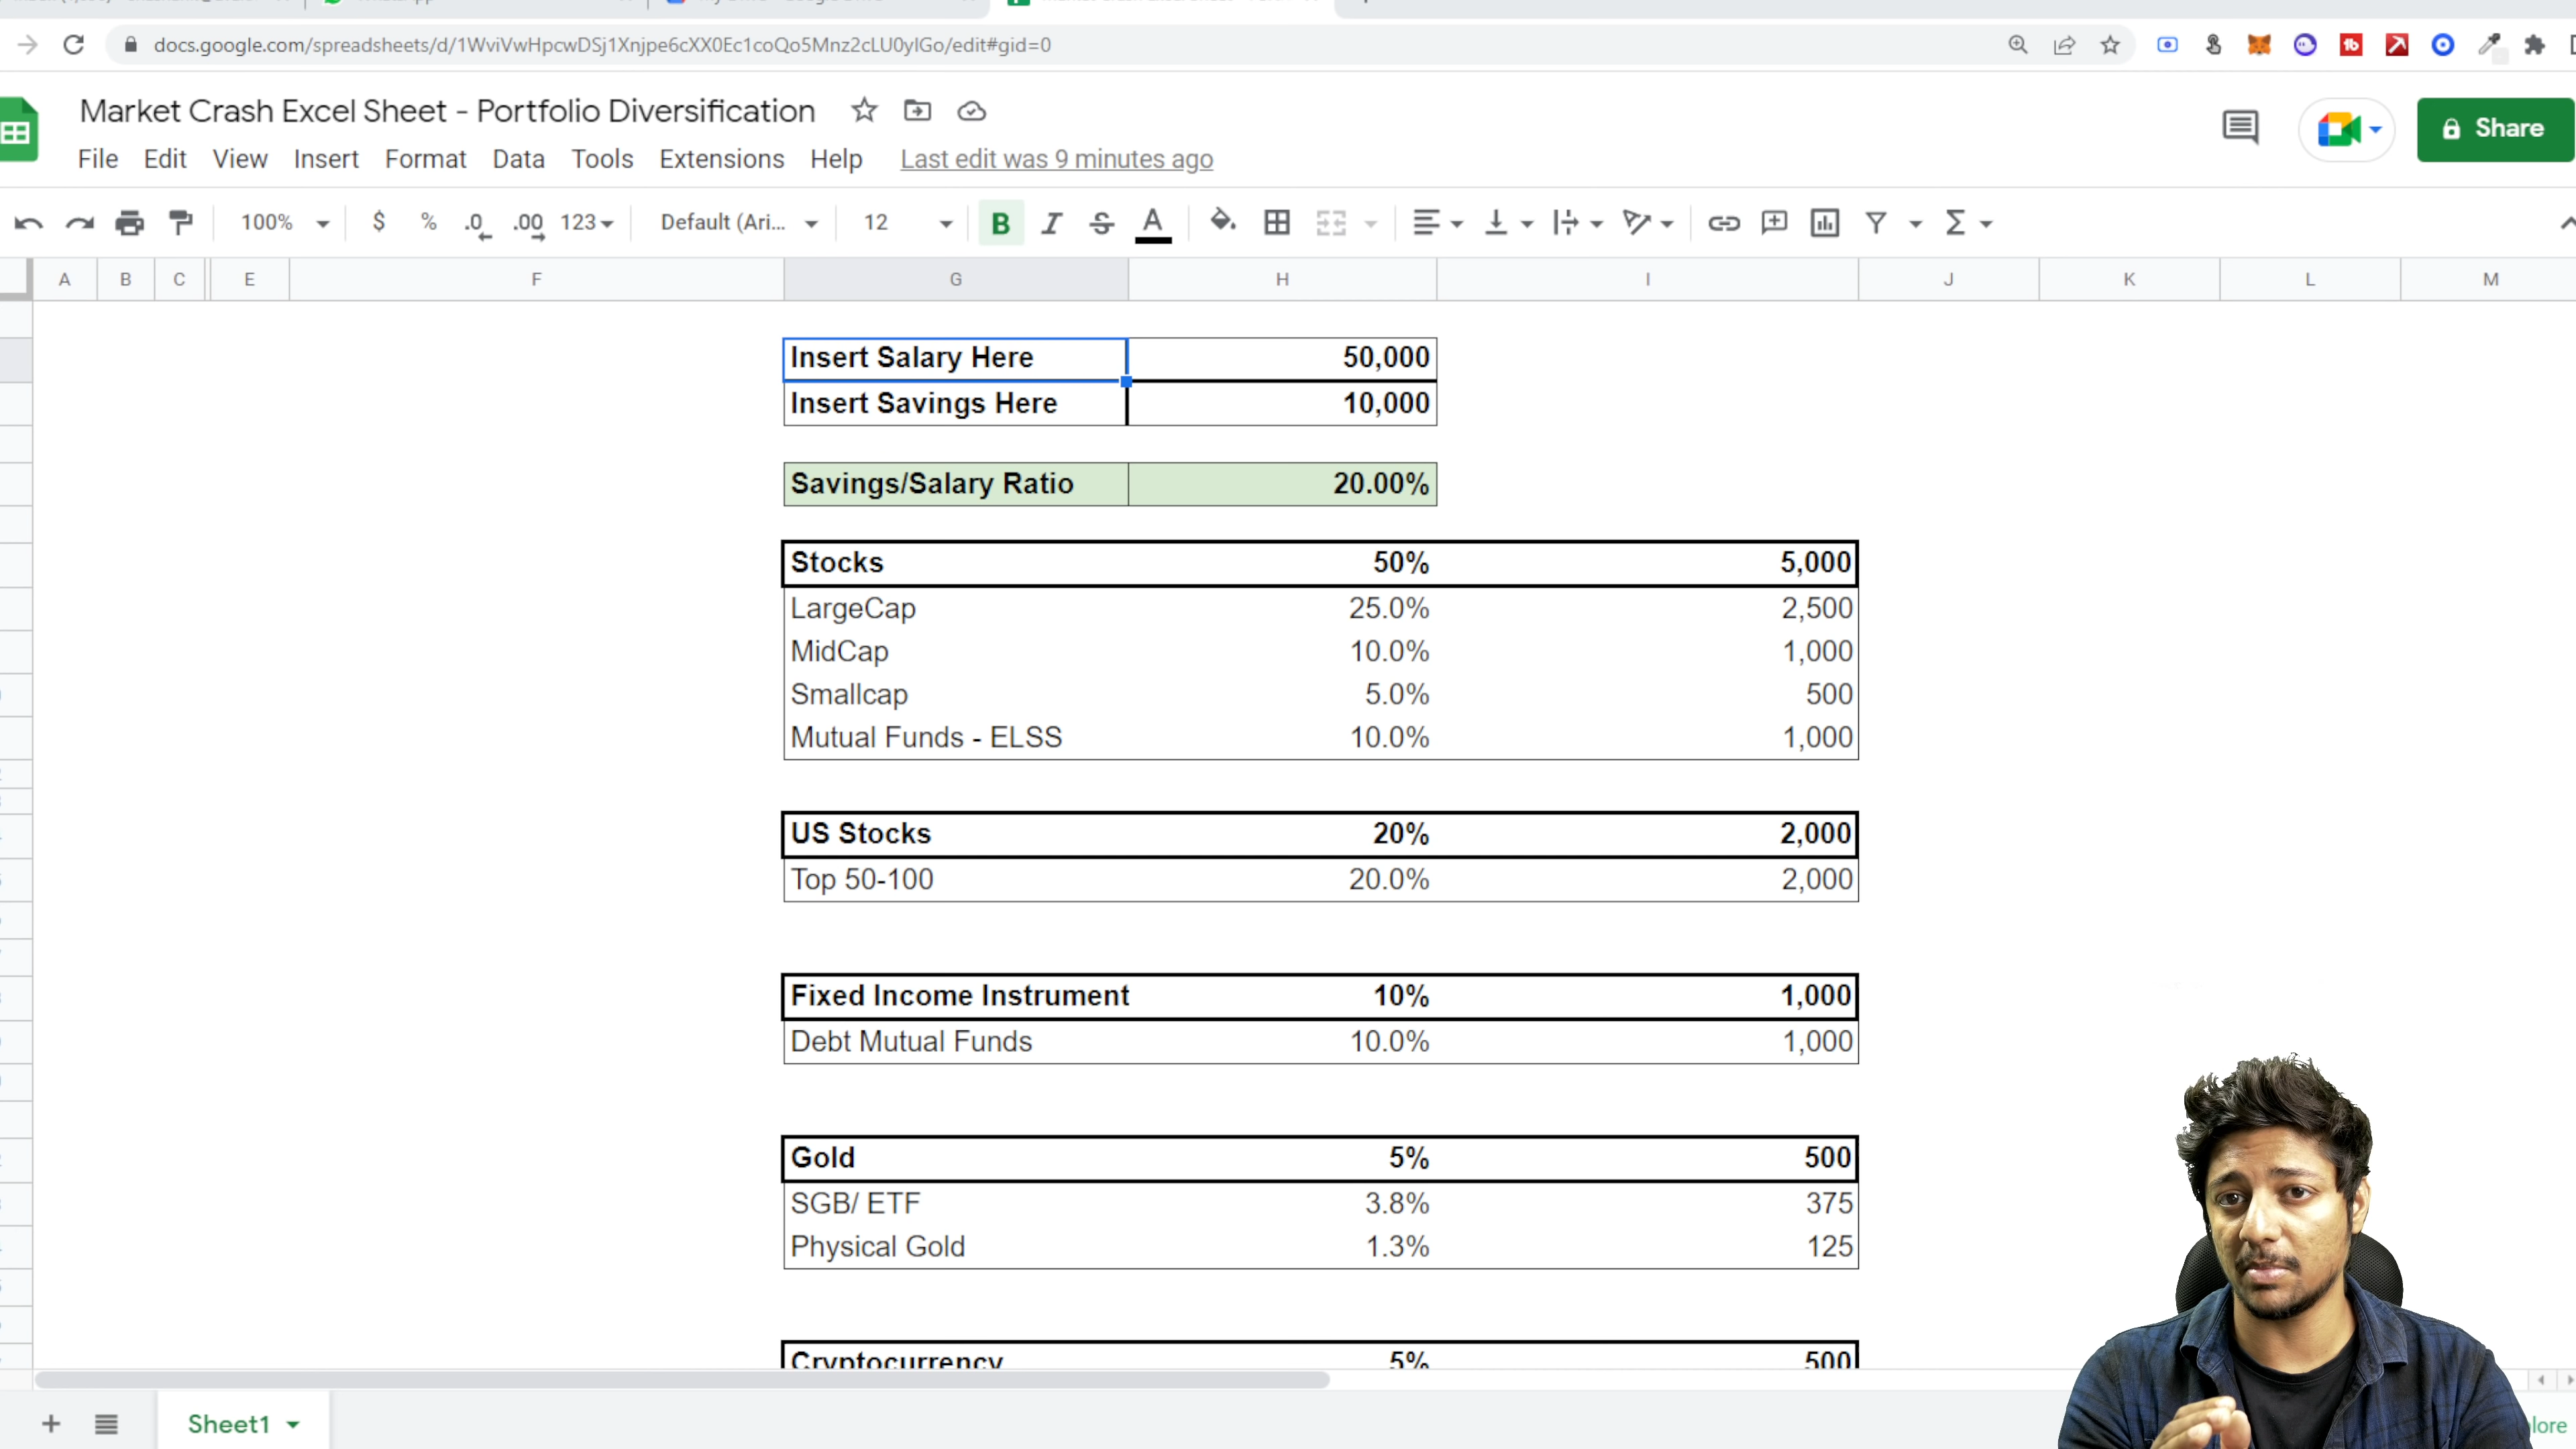 docs.google.com/spreadsheets/d/1WviVwHpcwDSj1Xnjpe6cXX0Ec1coQo5Mnz2cLU0yIGo/edit#gid=0
Market Crash Excel Sheet - Portfolio Diversification
Share
File Edit View Insert Format Data Tools Extensions Help Last edit was 9 minutes ago
100% $ % .0 .00 123 Default (Ari... 12 B I S A
A B C E F G H I J K L M
Insert Salary Here 50,000
Insert Savings Here 10,000
Savings/Salary Ratio 20.00%
Stocks 50% 5,000
LargeCap 25.0% 2,500
MidCap 10.0% 1,000
Smallcap 5.0% 500
Mutual Funds - ELSS 10.0% 1,000
US Stocks 20% 2,000
Top 50-100 20.0% 2,000
Fixed Income Instrument 10% 1,000
Debt Mutual Funds 10.0% 1,000
Gold 5% 500
SGB/ ETF 3.8% 375
Physical Gold 1.3% 125
Cryptocurrency 5% 500
Sheet1